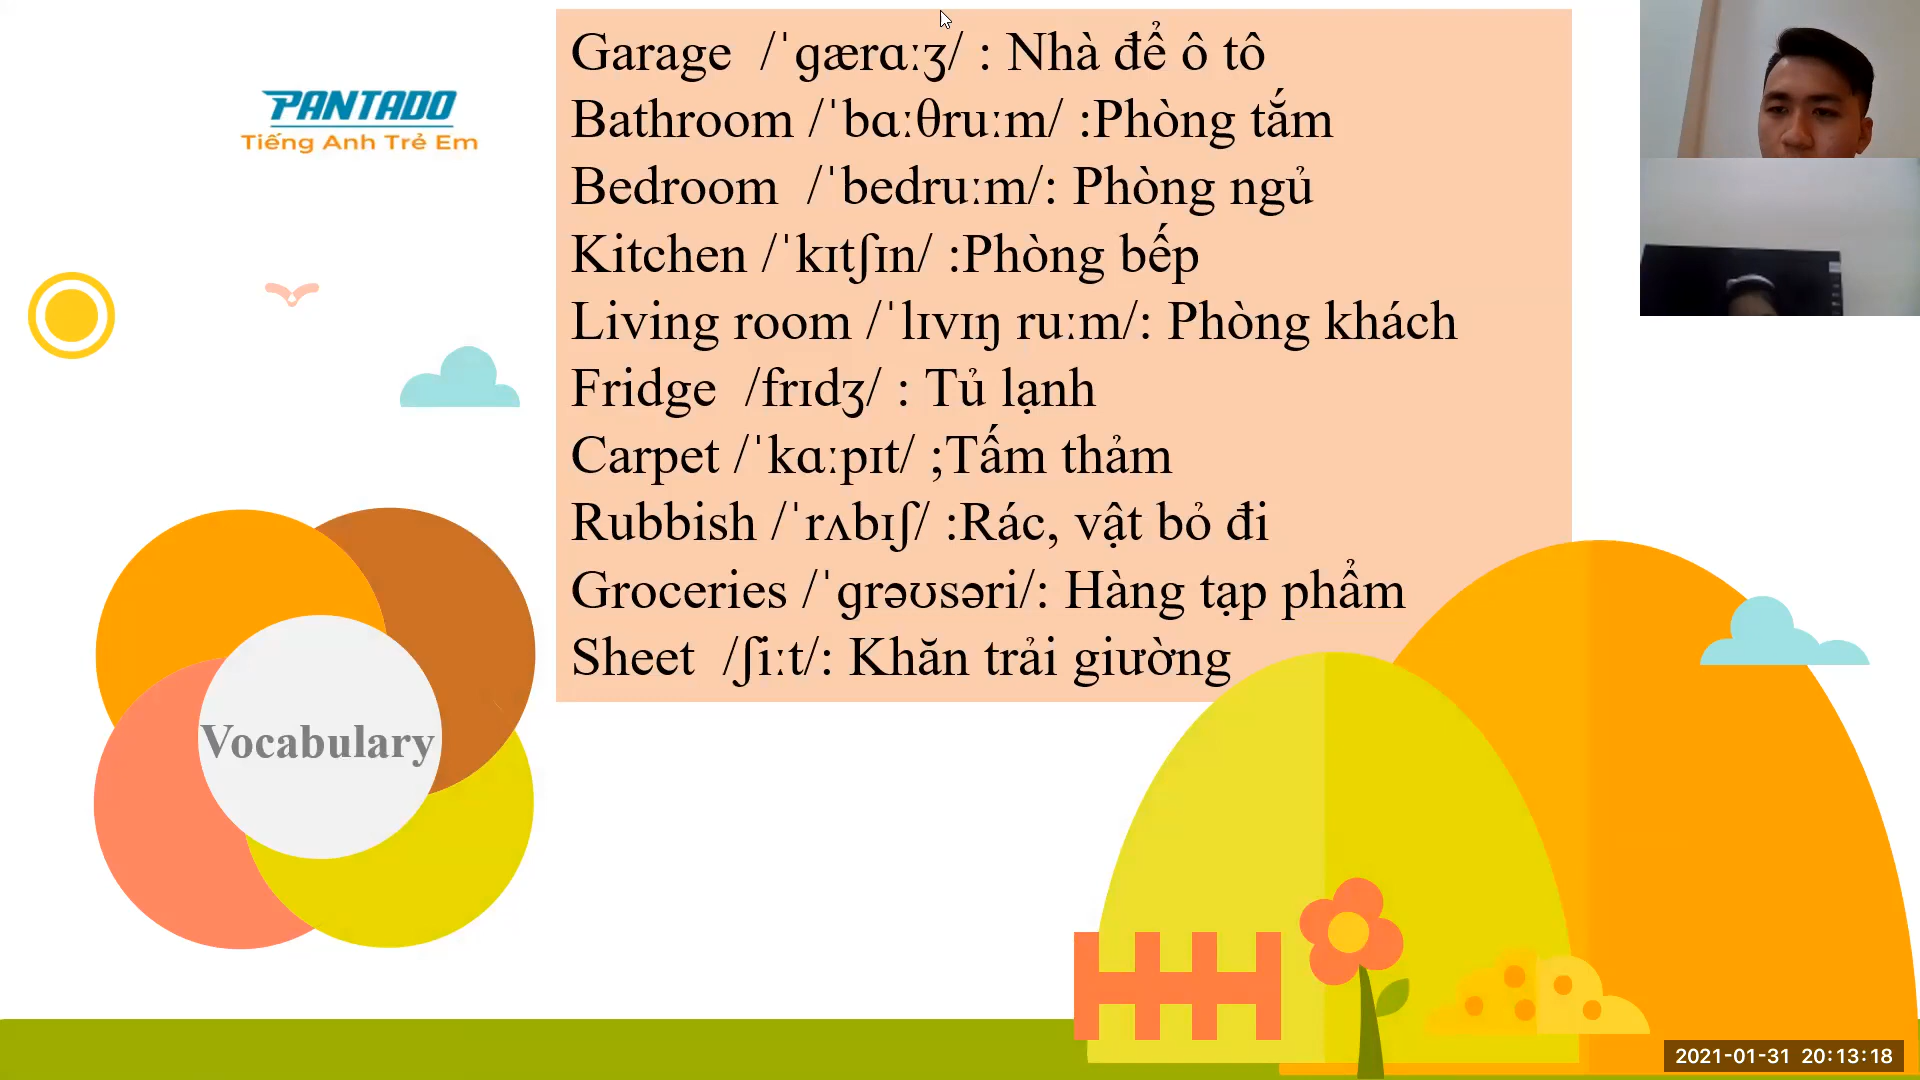 PANTADO
Tiếng Anh Trẻ Em
Garage /ˈɡærɑːʒ/ : Nhà để ô tô
Bathroom /ˈbɑːθruːm/ :Phòng tắm
Bedroom /ˈbedruːm/: Phòng ngủ
Kitchen /ˈkɪtʃɪn/ :Phòng bếp
Living room /ˈlɪvɪŋ ruːm/: Phòng khách
Fridge /frɪdʒ/ : Tủ lạnh
Carpet /ˈkɑːpɪt/ ;Tấm thảm
Rubbish /ˈrʌbɪʃ/ :Rác, vật bỏ đi
Groceries /ˈɡrəʊsəri/: Hàng tạp phẩm
Sheet /ʃiːt/: Khăn trải giường
Vocabulary
2021-01-31 20:13:18